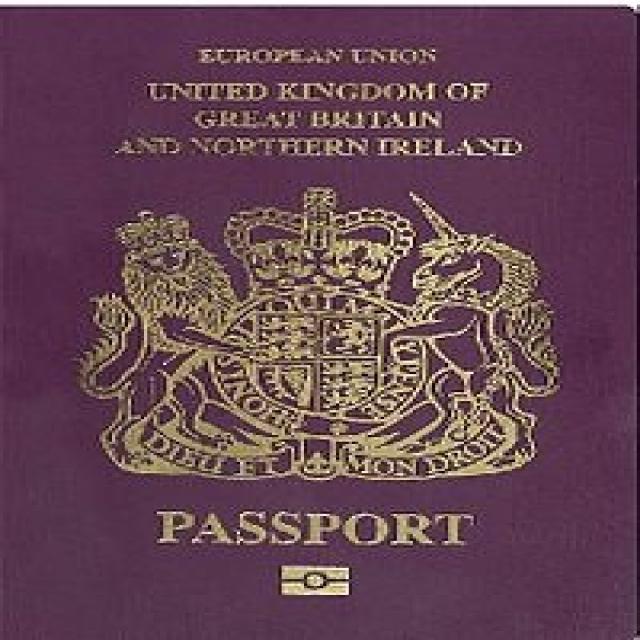 EUROPEAN UNION
UNITED KINGDOM OF
GREAT BRITAIN
AND NORTHERN IRELAND
DIEU ET MON DROIT
PASSPORT